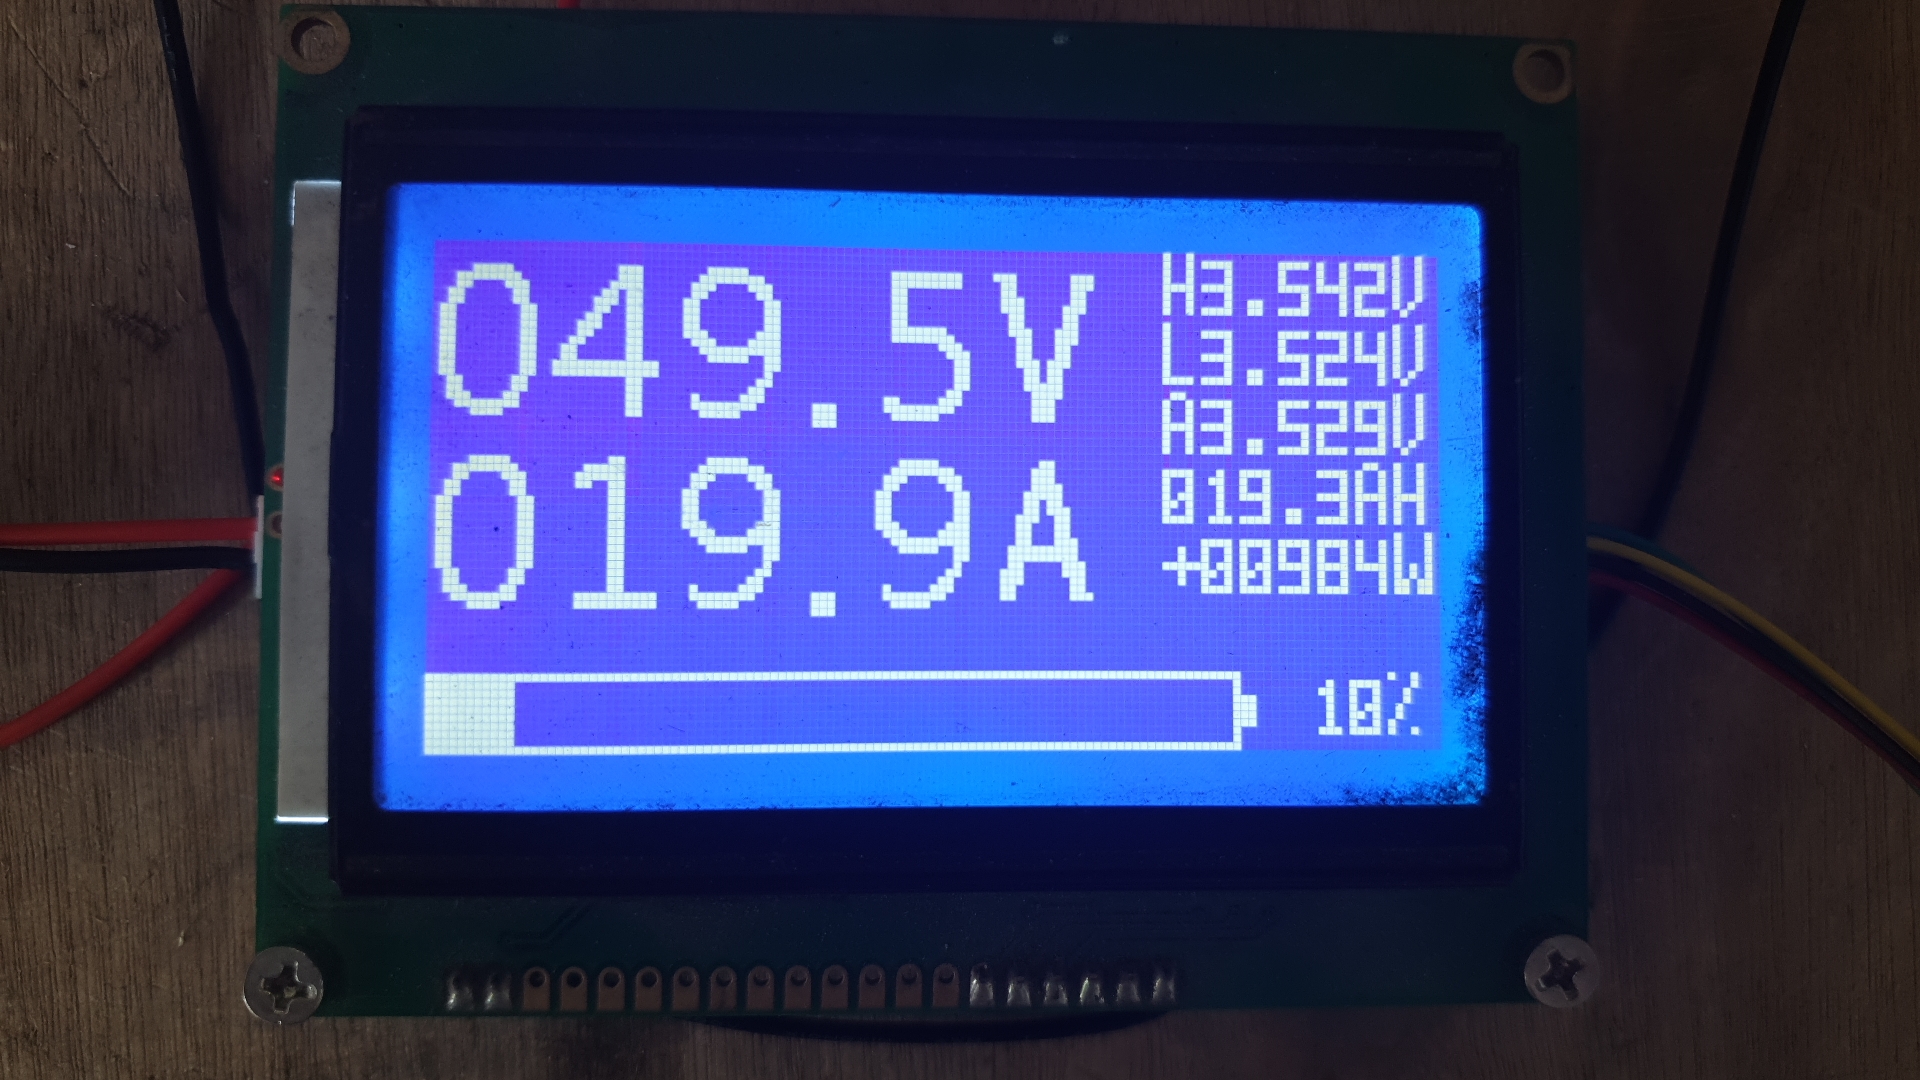 049.5V
019.9A
H3.542V
L3.524V
A3.529V
019.3AH
+00984W
10%